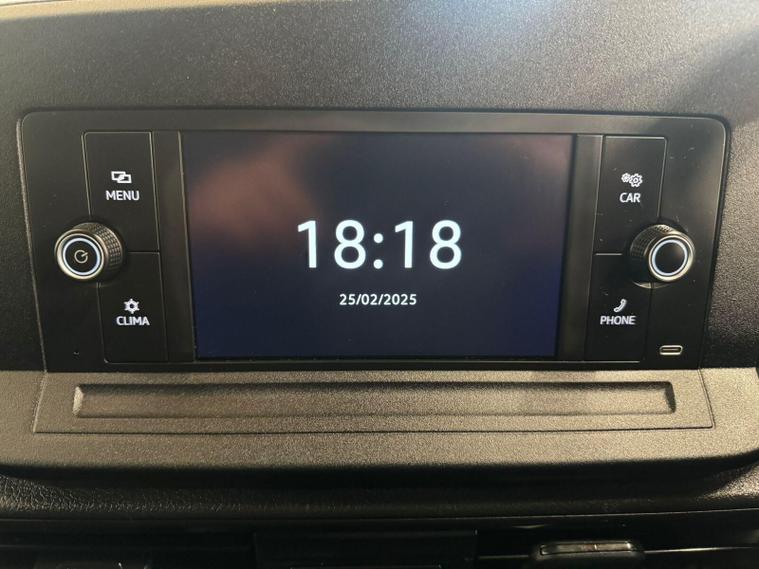 MENU
CAR
18:18
25/02/2025
CLIMA
PHONE